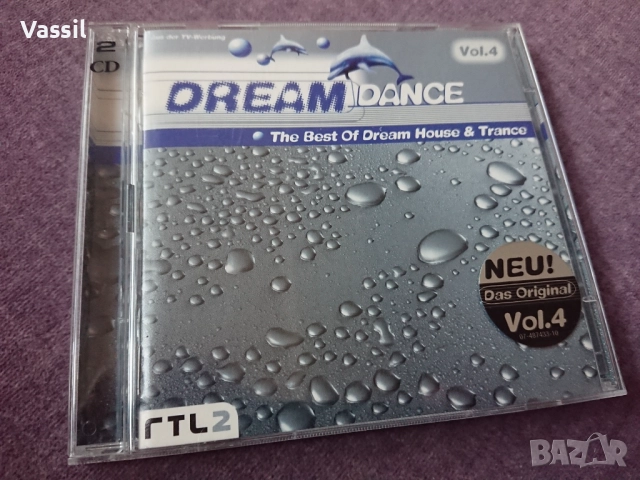 Vassil
2
CD
Aus der TV-Werbung
Vol.4
DREAM DANCE
The Best Of Dream House & Trance
NEU!
Das Original
Vol.4
rTL2
BAZAR